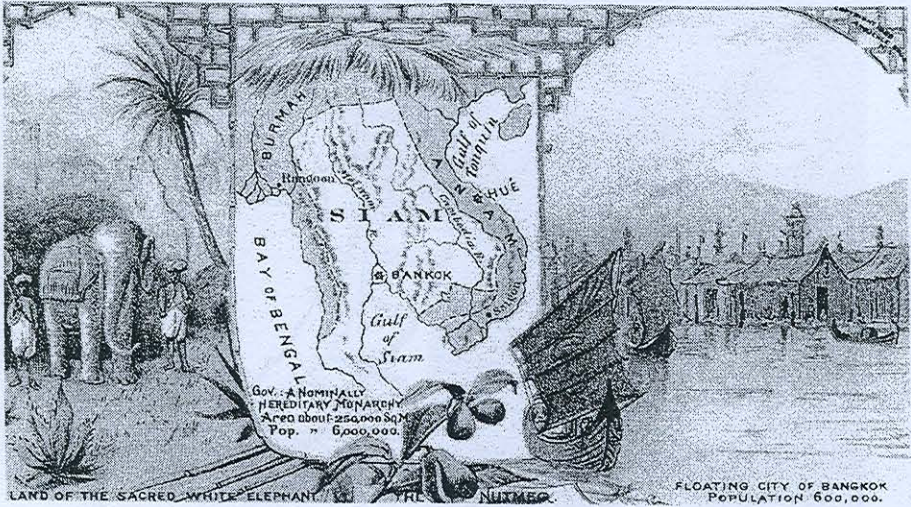 BURMAH
Rangoon
Gulf of
Tonquin
HUÉ
SIAM
BANKOK
Saigon
BAY OF BENGAL
Gulf
of
Siam
GOV.: A NOMINALLY
HEREDITARY MONARCHY.
Area about 250,000 Sq.M.
Pop. " 6,000,000.
LAND OF THE SACRED WHITE ELEPHANT
THE NUTMEG.
FLOATING CITY OF BANGKOK
POPULATION 600,000.